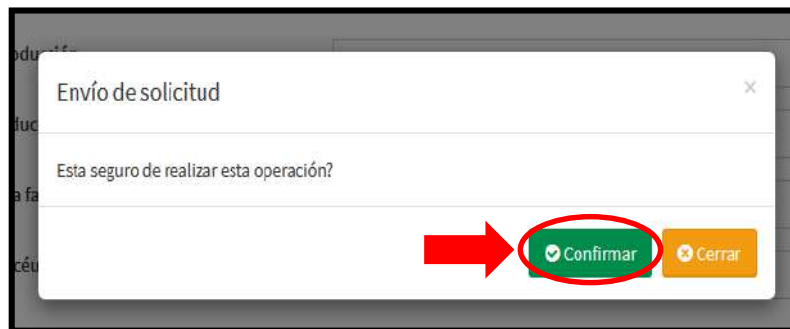 Envío de solicitud
Esta seguro de realizar esta operación?
Confirmar
Cerrar